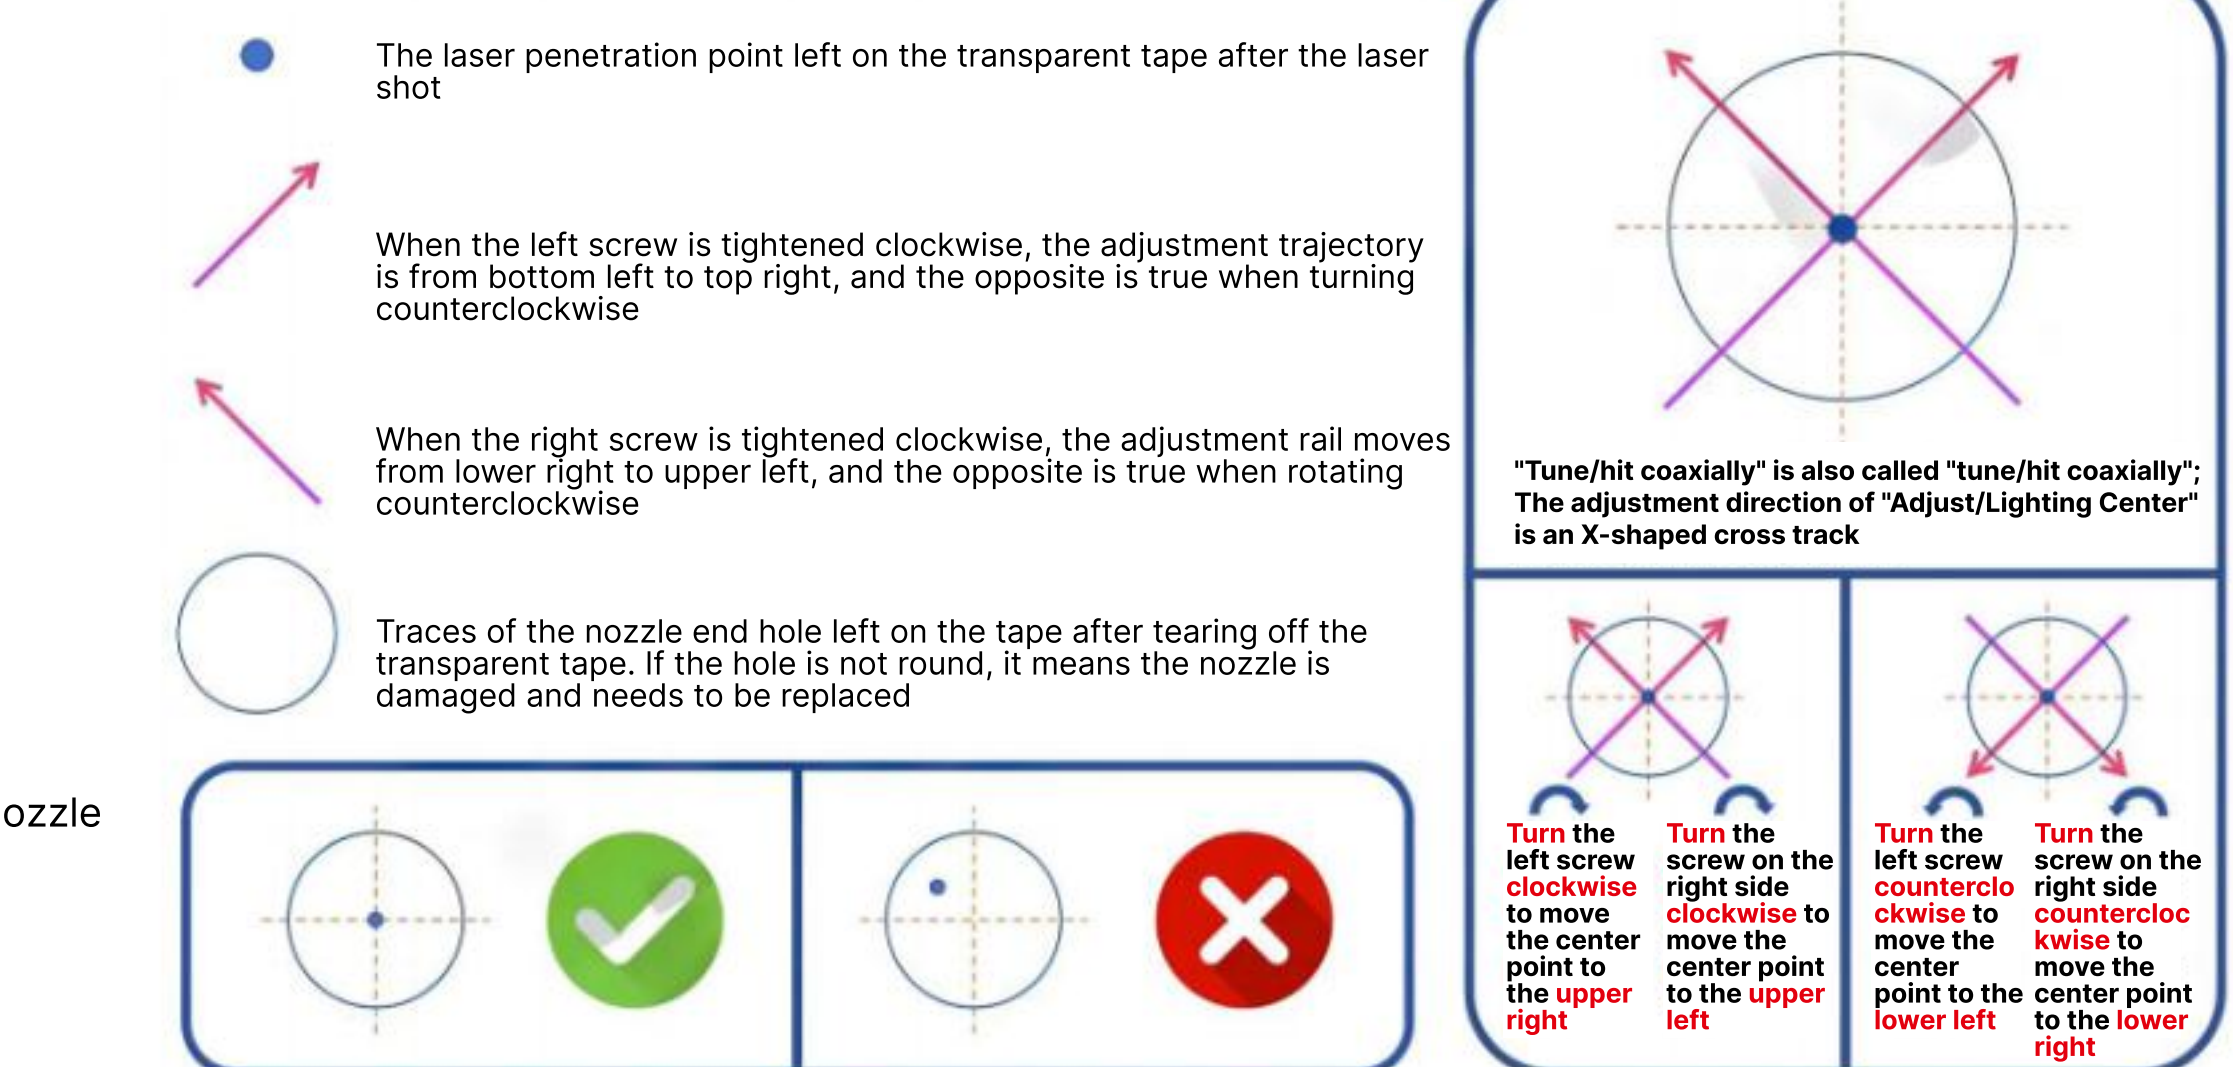 The laser penetration point left on the transparent tape after the laser
shot
When the left screw is tightened clockwise, the adjustment trajectory
is from bottom left to top right, and the opposite is true when turning
counterclockwise
When the right screw is tightened clockwise, the adjustment rail moves
from lower right to upper left, and the opposite is true when rotating
counterclockwise
Traces of the nozzle end hole left on the tape after tearing off the
transparent tape. If the hole is not round, it means the nozzle is
damaged and needs to be replaced
ozzle
"Tune/hit coaxially" is also called "tune/hit coaxially";
The adjustment direction of "Adjust/Lighting Center"
is an X-shaped cross track
Turn the
left screw
clockwise
to move
the center
point to
the upper
right
Turn the
screw on the
right side
clockwise to
move the
center point
to the upper
left
Turn the
left screw
counterclo
ckwise to
move the
center
point to the
lower left
Turn the
screw on the
right side
countercloc
kwise to
move the
center point
to the lower
right